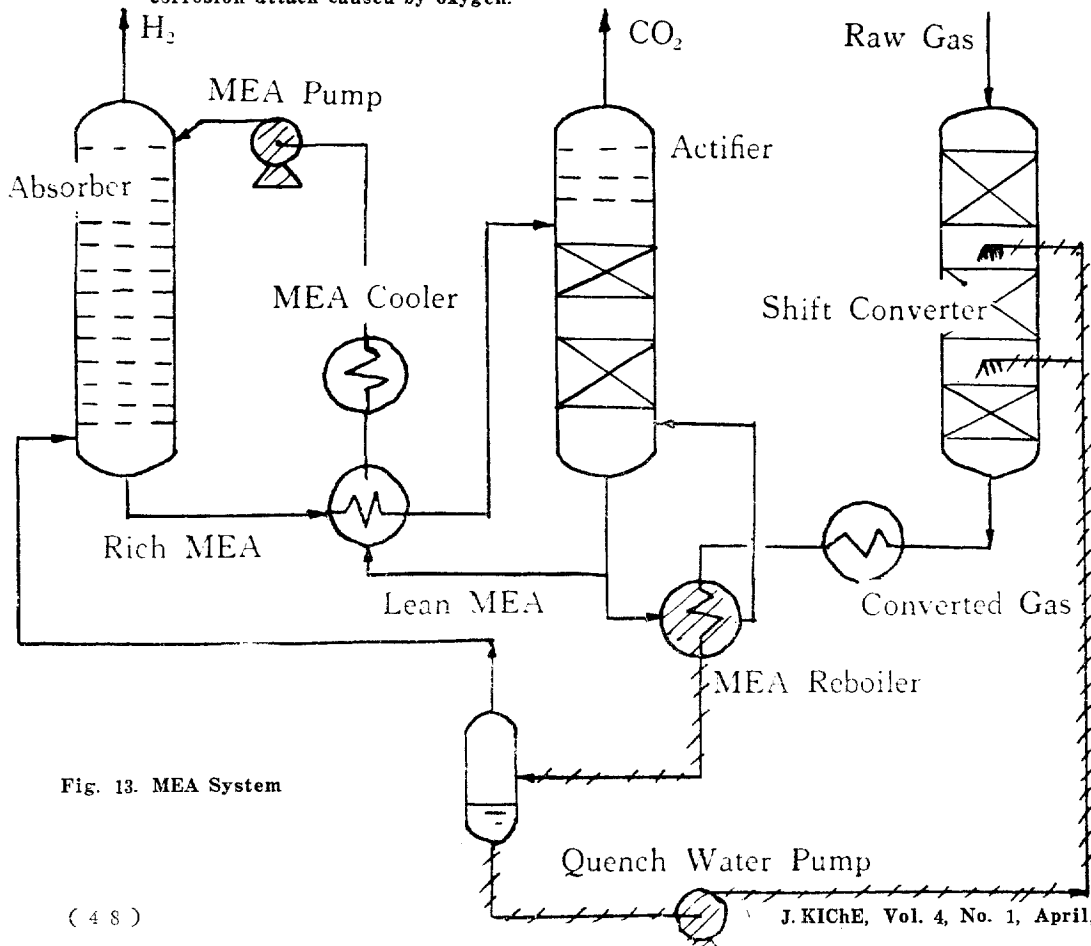 corrosion attack caused by oxygen.
H₂
CO₂
Raw Gas
MEA Pump
Actifier
Absorber
MEA Cooler
Shift Converter
Rich MEA
Lean MEA
Converted Gas
MEA Reboiler
Fig. 13. MEA System
Quench Water Pump
(48)
J.KIChE, Vol. 4, No. 1, April.